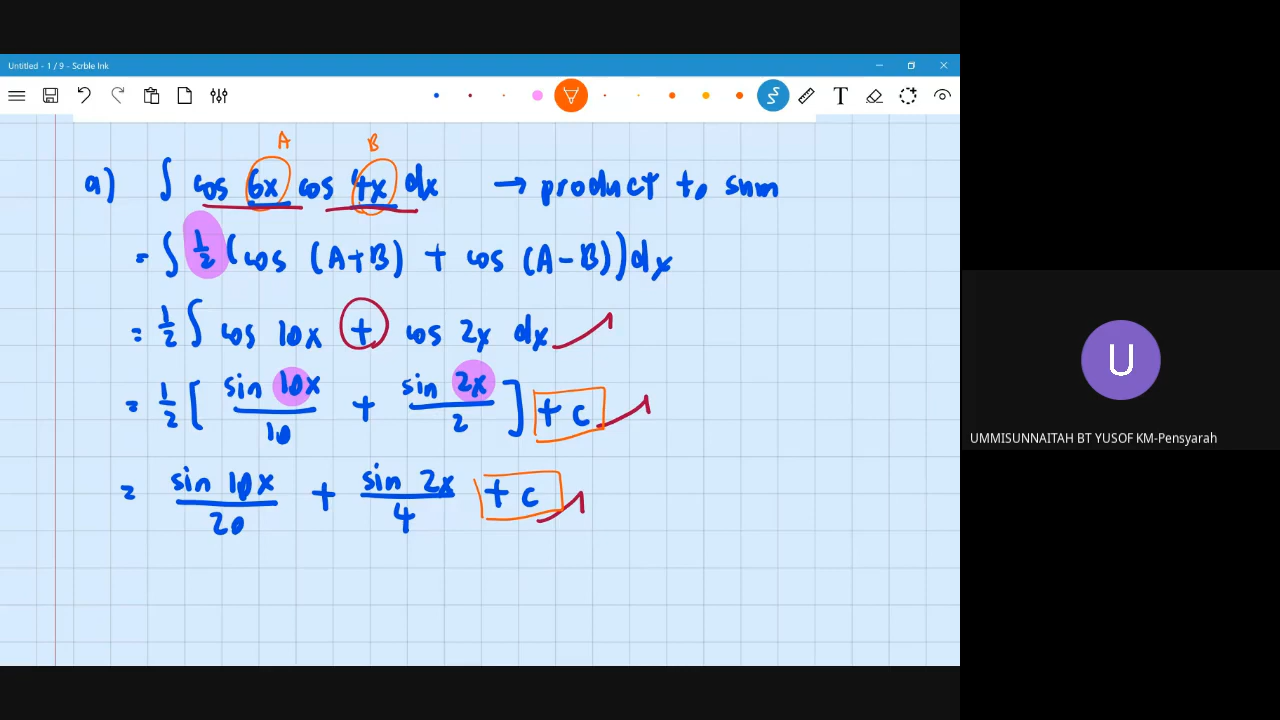 Untitled - 1 / 9 - Scrble Ink
A B
a) ∫ cos 6x cos 4x dx → product to sum
= ∫ 1/2 (cos (A+B) + cos (A-B)) dx
= 1/2 ∫ cos 10x + cos 2x dx
= 1/2 [ sin 10x / 10 + sin 2x / 2 ] + c
= sin 10x / 20 + sin 2x / 4 + c
U
UMMISUNNAITAH BT YUSOF KM-Pensyarah